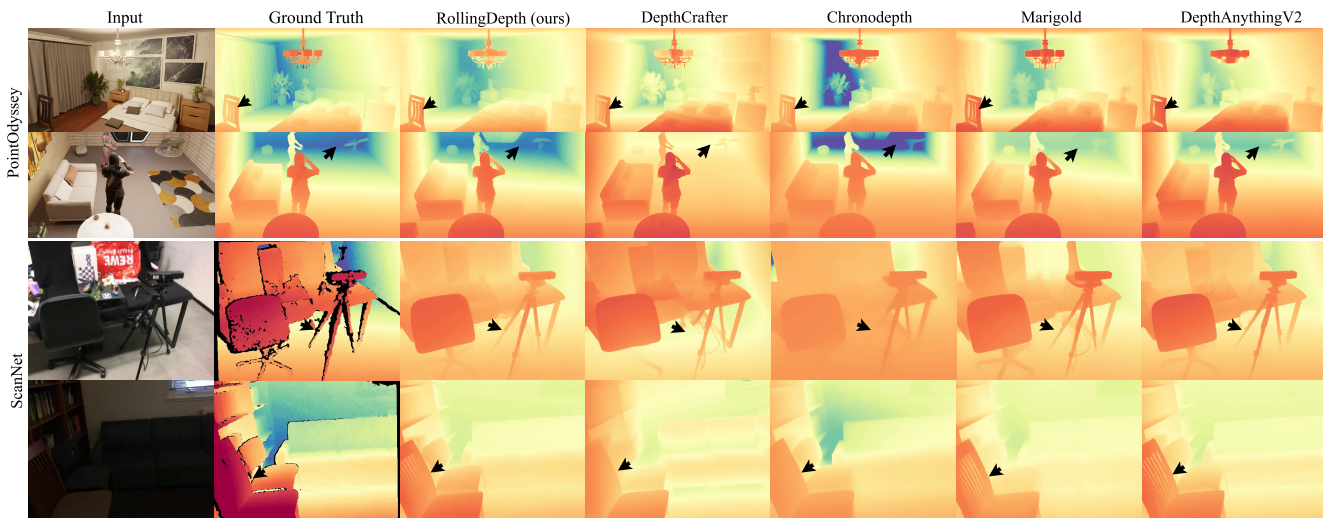 Input Ground Truth RollingDepth (ours) DepthCrafter Chronodepth Marigold DepthAnythingV2
PointOdyssey
ScanNet
REWE